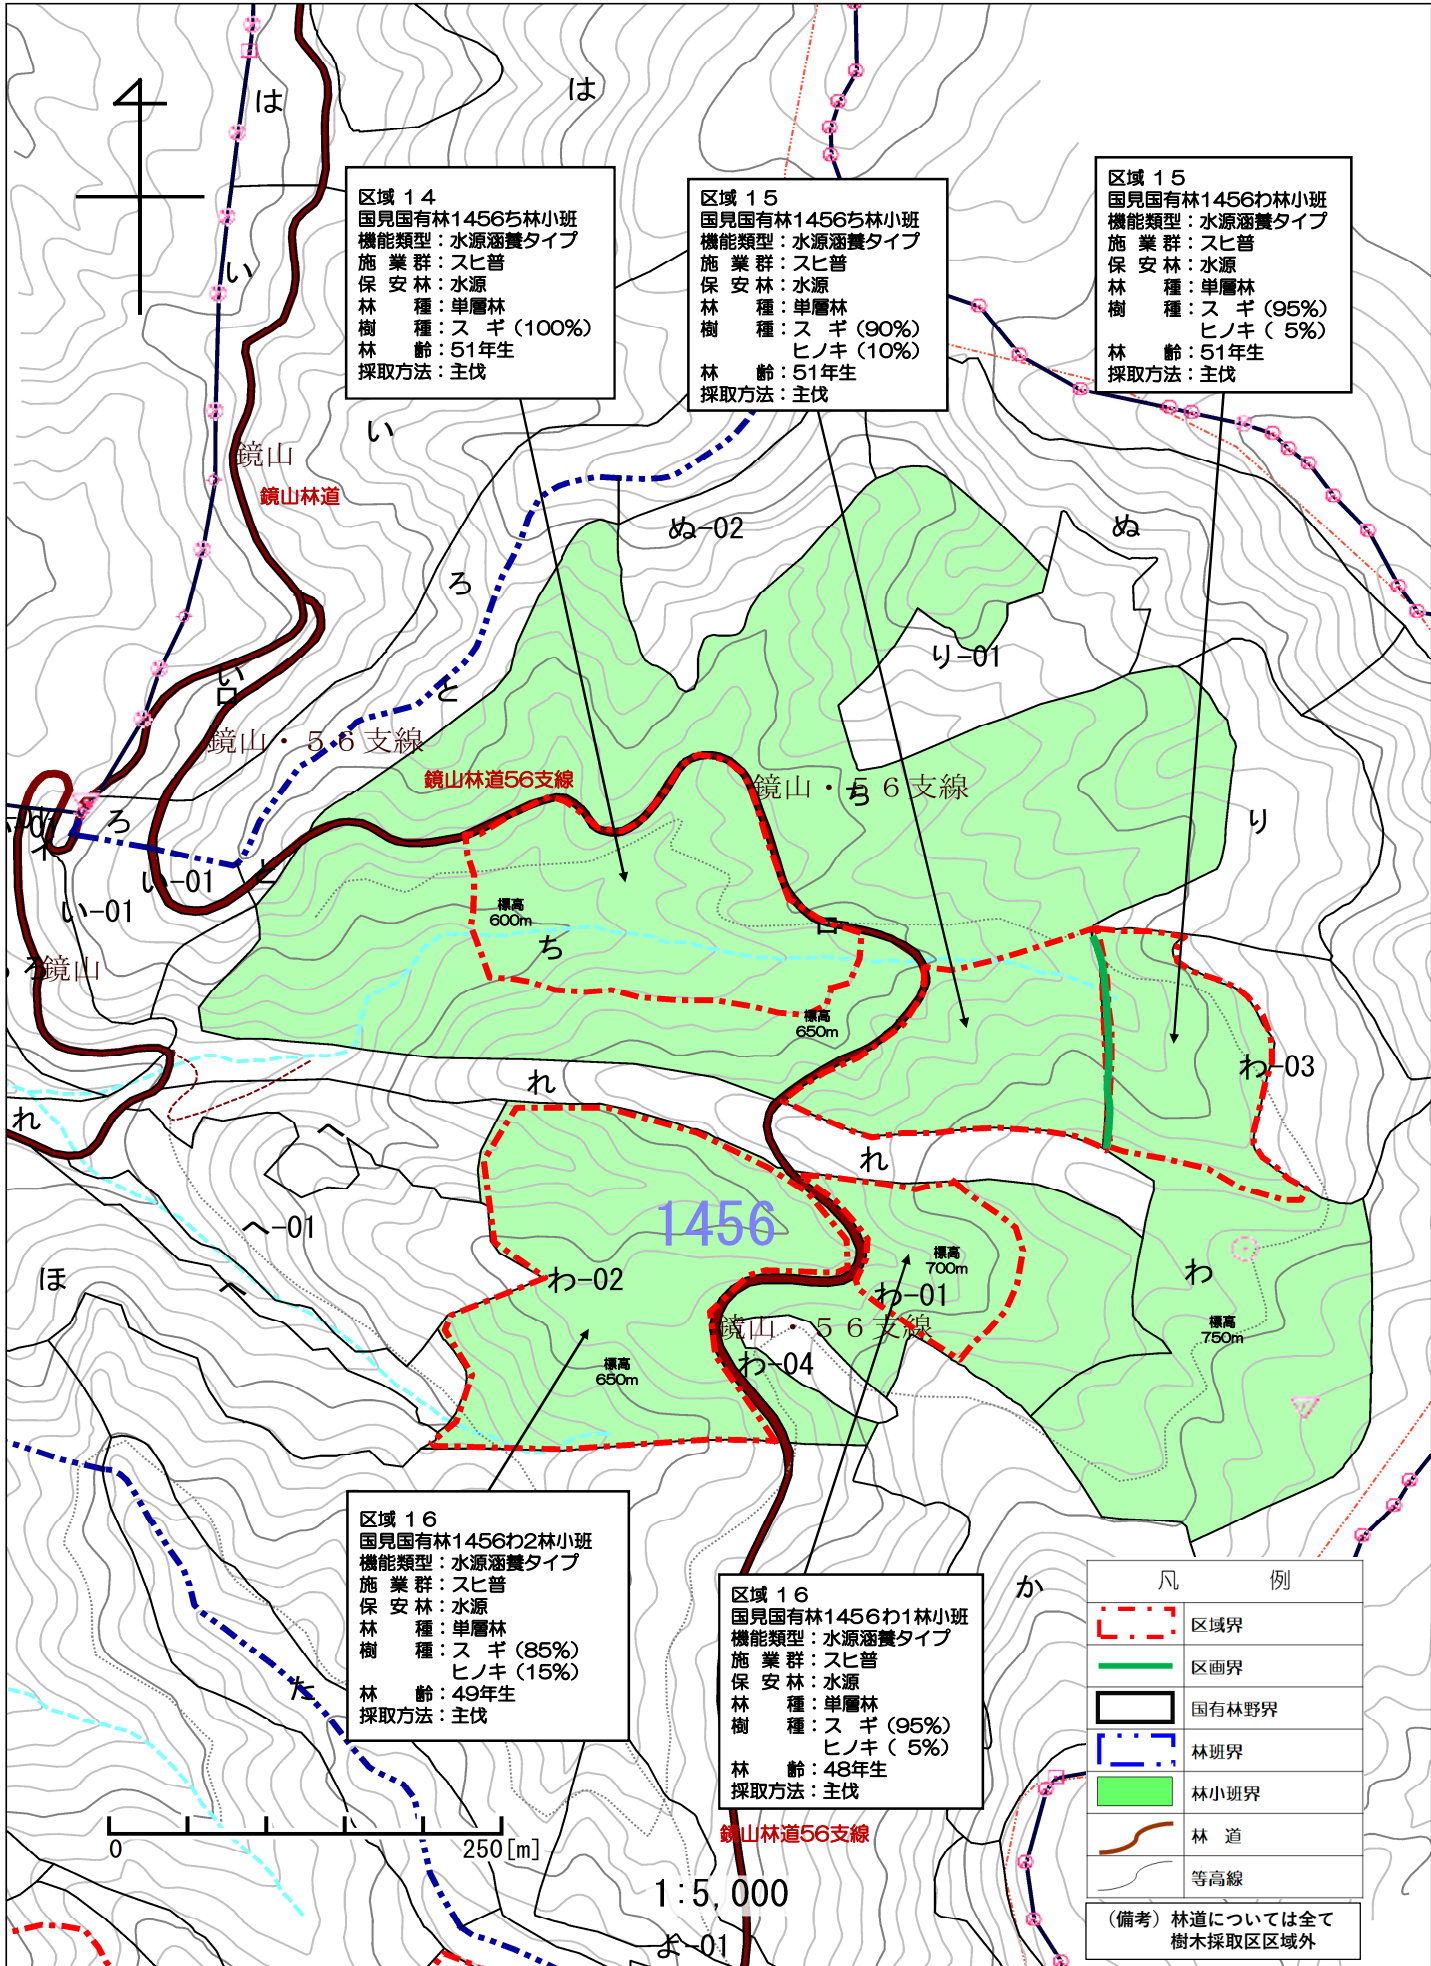 は
は
区域 14
国見国有林1456ち林小班
機能類型：水源涵養タイプ
施業群：スヒ普
保安林：水源
林　種：単層林
樹　種：ス ギ（100%）
林　齢：51年生
採取方法：主伐
区域 15
国見国有林1456ち林小班
機能類型：水源涵養タイプ
施業群：スヒ普
保安林：水源
林　種：単層林
樹　種：ス ギ（90%）
ヒノキ（10%）
林　齢：51年生
採取方法：主伐
区域 15
国見国有林1456わ林小班
機能類型：水源涵養タイプ
施業群：スヒ普
保安林：水源
林　種：単層林
樹　種：ス ギ（95%）
ヒノキ（ 5%）
林　齢：51年生
採取方法：主伐
い
い
鏡山
鏡山林道
ぬ-02
ぬ
ろ
り-01
と
い
ロ
鏡山・５６支線
鏡山林道56支線
鏡山・５６支線
ち
り
ろ
イ
と
い-01
い-01
標高
600m
ロ
ち
ろ
鏡山
標高
650m
わ-03
れ
れ
へ
れ
1456
へ-01
標高
700m
ほ
へ
わ-02
わ-01
わ
鏡山・５６支線
標高
750m
わ-04
標高
650m
区域 16
国見国有林1456わ2林小班
機能類型：水源涵養タイプ
施業群：スヒ普
保安林：水源
林　種：単層林
樹　種：ス ギ（85%）
ヒノキ（15%）
林　齢：49年生
採取方法：主伐
区域 16
国見国有林1456わ1林小班
機能類型：水源涵養タイプ
施業群：スヒ普
保安林：水源
林　種：単層林
樹　種：ス ギ（95%）
ヒノキ（ 5%）
林　齢：48年生
採取方法：主伐
か
た
凡　例
区域界
区画界
国有林野界
林班界
林小班界
林　道
等高線
（備考）林道については全て
樹木採取区区域外
鏡山林道56支線
0 250[m]
1:5,000
よ-01